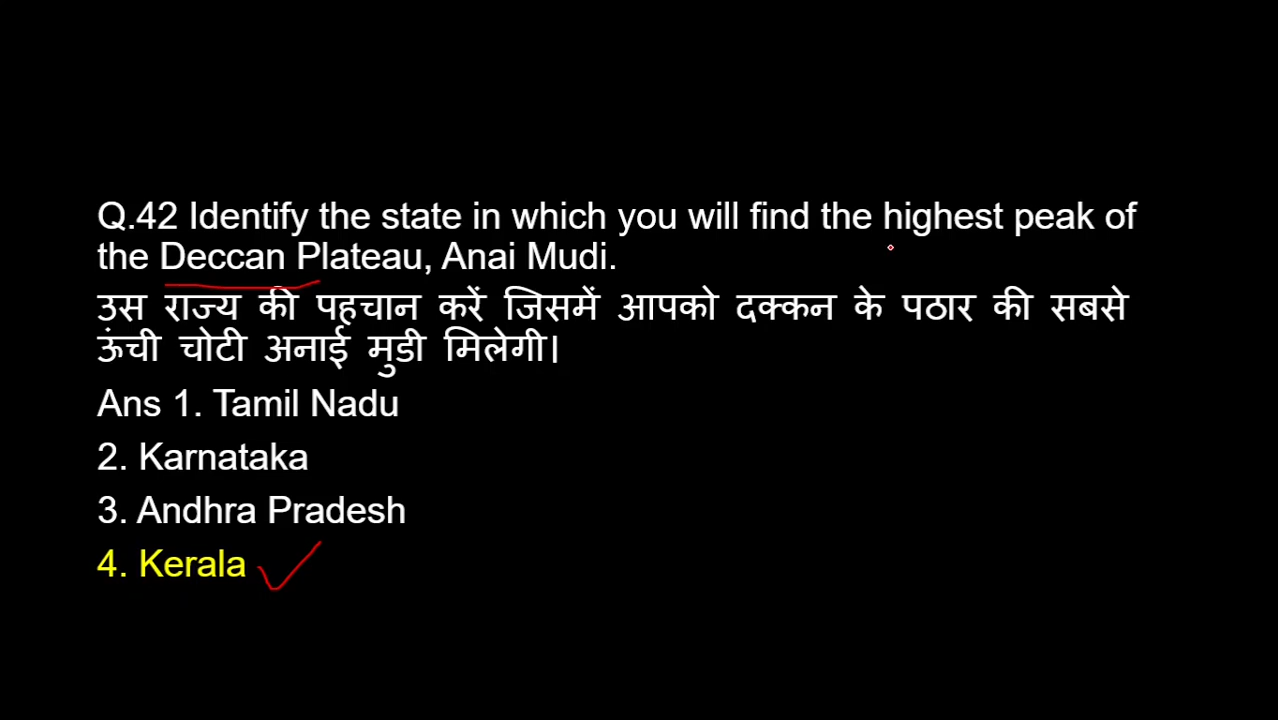 Q.42 Identify the state in which you will find the highest peak of
the Deccan Plateau, Anai Mudi.
उस राज्य की पहचान करें जिसमें आपको दक्कन के पठार की सबसे
ऊंची चोटी अनाई मुडी मिलेगी।
Ans 1. Tamil Nadu
2. Karnataka
3. Andhra Pradesh
4. Kerala